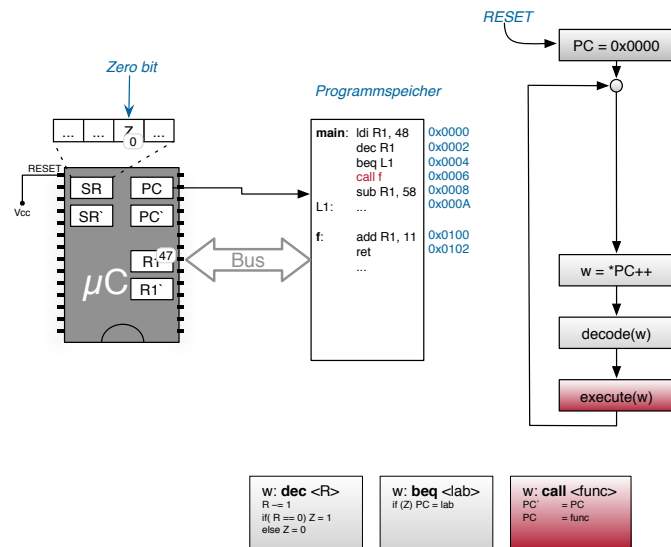 RESET
PC = 0x0000
Zero bit
Programmspeicher
... ... Z ...
0
main: ldi R1, 48 0x0000
dec R1 0x0002
beq L1 0x0004
call f 0x0006
sub R1, 58 0x0008
L1: ... 0x000A
f: add R1, 11 0x0100
ret 0x0102
...
RESET
Vcc
SR PC
SR` PC`
R1 47
R1`
µC
Bus
w = *PC++
decode(w)
execute(w)
w: dec <R>
R -= 1
if( R == 0) Z = 1
else Z = 0
w: beq <lab>
if (Z) PC = lab
w: call <func>
PC` = PC
PC = func